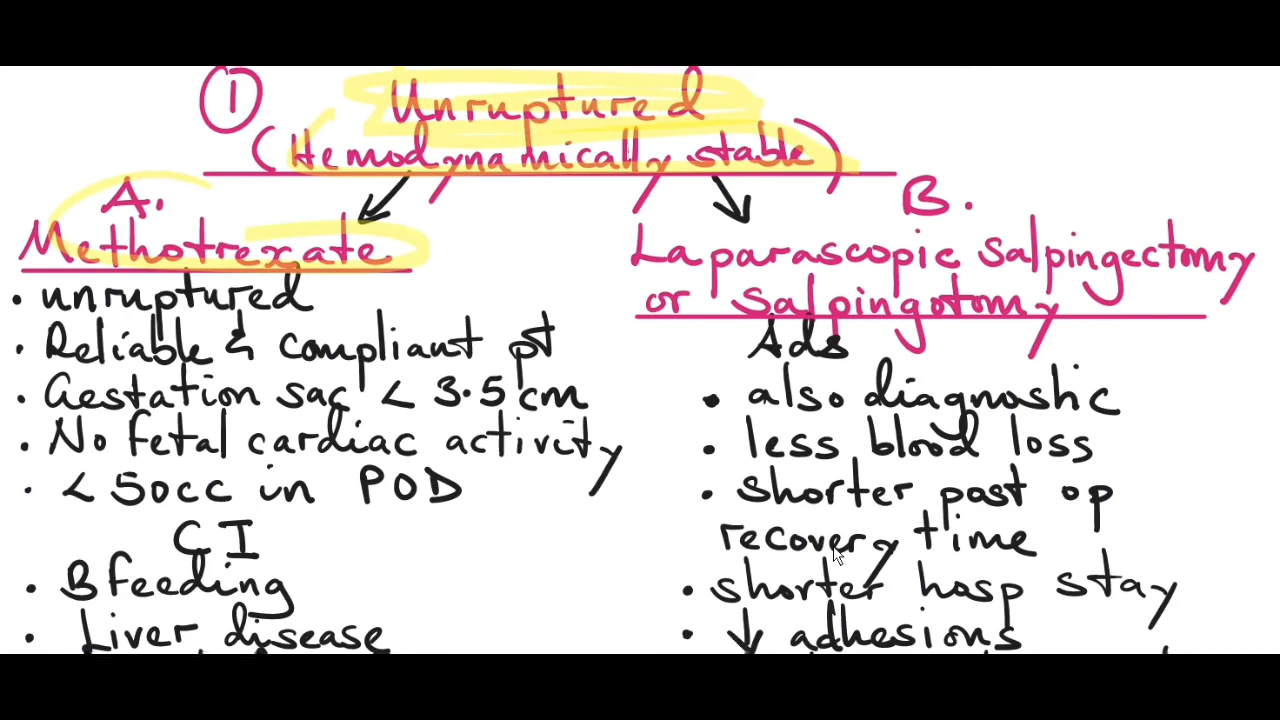 1
Unruptured
(Hemodynamically stable)
A.
Methotrexate
• unruptured
• Reliable & compliant pt
• Gestation sac < 3.5 cm
• No fetal cardiac activity
• < 50cc in POD
CI
• Bfeeding
• Liver disease
B.
Laparascopic Salpingectomy
or Salpingotomy
Ads
• also diagnostic
• less blood loss
• shorter post op
recovery time
• shorter hosp stay
• ↓ adhesions